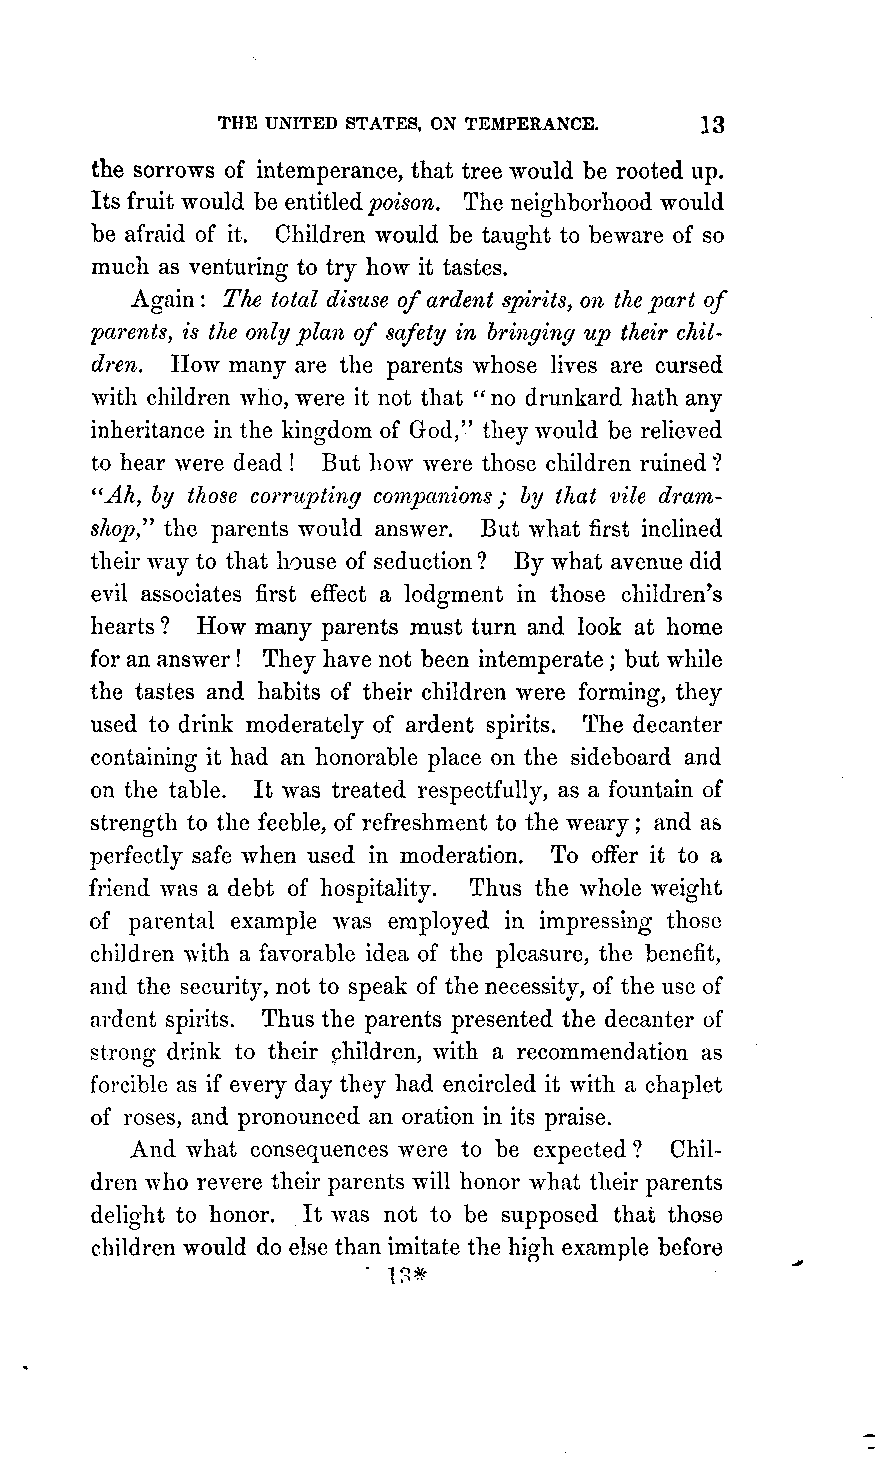 THE UNITED STATES, ON TEMPERANCE. 13
the sorrows of intemperance, that tree would be rooted up.
Its fruit would be entitled poison. The neighborhood would
be afraid of it. Children would be taught to beware of so
much as venturing to try how it tastes.
Again: The total disuse of ardent spirits, on the part of
parents, is the only plan of safety in bringing up their chil-
dren. How many are the parents whose lives are cursed
with children who, were it not that "no drunkard hath any
inheritance in the kingdom of God," they would be relieved
to hear were dead! But how were those children ruined?
"Ah, by those corrupting companions; by that vile dram-
shop," the parents would answer. But what first inclined
their way to that house of seduction? By what avenue did
evil associates first effect a lodgment in those children's
hearts? How many parents must turn and look at home
for an answer! They have not been intemperate; but while
the tastes and habits of their children were forming, they
used to drink moderately of ardent spirits. The decanter
containing it had an honorable place on the sideboard and
on the table. It was treated respectfully, as a fountain of
strength to the feeble, of refreshment to the weary; and as
perfectly safe when used in moderation. To offer it to a
friend was a debt of hospitality. Thus the whole weight
of parental example was employed in impressing those
children with a favorable idea of the pleasure, the benefit,
and the security, not to speak of the necessity, of the use of
ardent spirits. Thus the parents presented the decanter of
strong drink to their children, with a recommendation as
forcible as if every day they had encircled it with a chaplet
of roses, and pronounced an oration in its praise.
And what consequences were to be expected? Chil-
dren who revere their parents will honor what their parents
delight to honor. It was not to be supposed that those
children would do else than imitate the high example before
13*